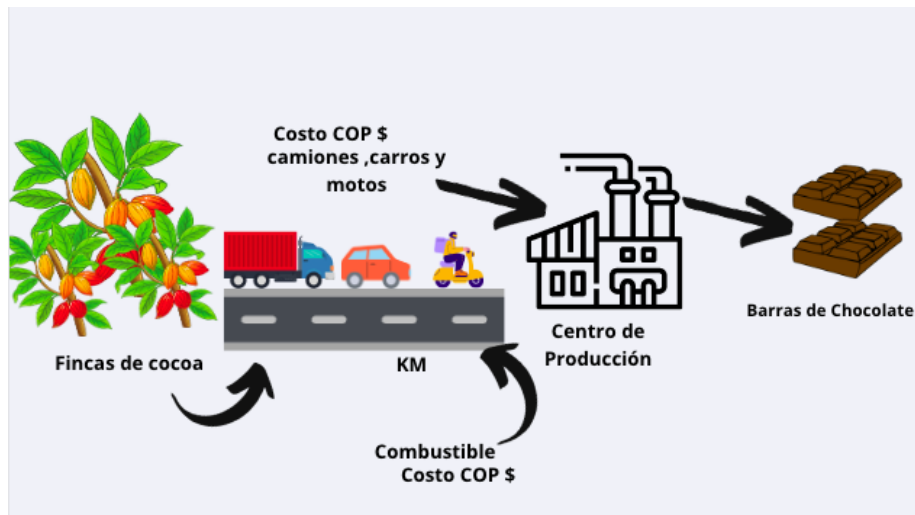 Costo COP $
camiones ,carros y
motos
Fincas de cocoa
KM
Combustible
Costo COP $
Centro de
Producción
Barras de Chocolate